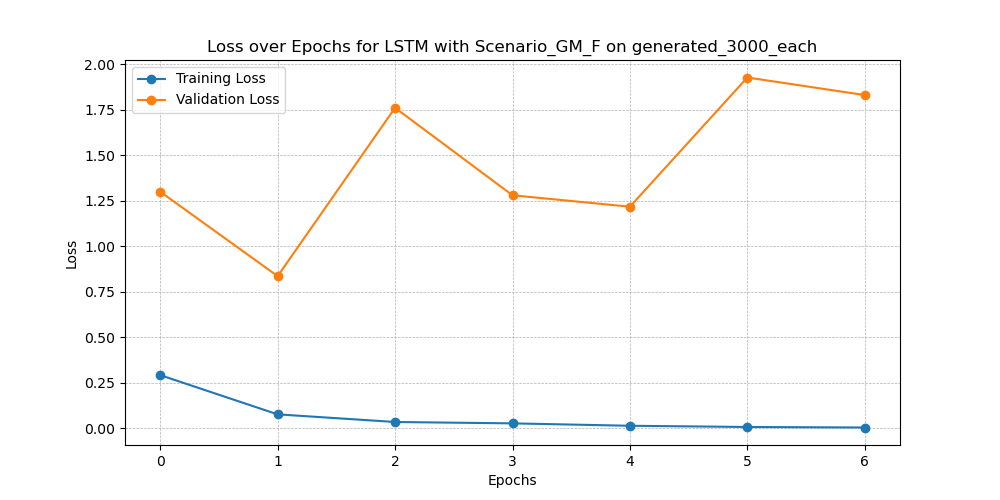 Loss over Epochs for LSTM with Scenario_GM_F on generated_3000_each
Training Loss
Validation Loss
2.00
1.75
1.50
1.25
1.00
0.75
0.50
0.25
0.00
Loss
0 1 2 3 4 5 6
Epochs